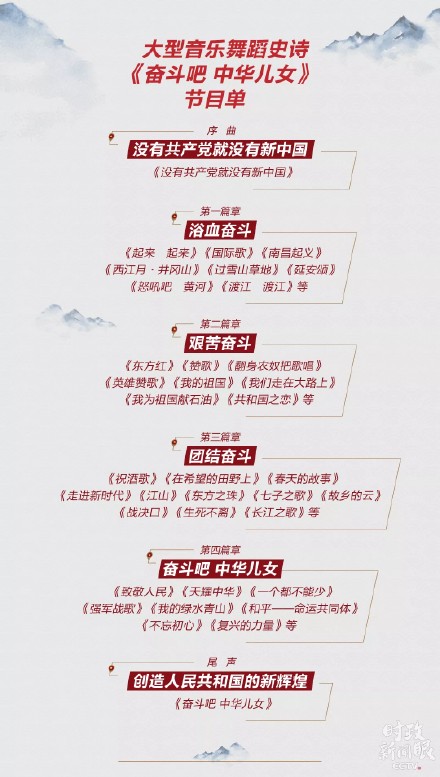 大型音乐舞蹈史诗
《奋斗吧 中华儿女》
节目单
序 曲
没有共产党就没有新中国
《没有共产党就没有新中国》
第一篇章
浴血奋斗
《起来 起来》《国际歌》《南昌起义》
《西江月·井冈山》《过雪山草地》《延安颂》
《怒吼吧 黄河》《渡江 渡江》等
第二篇章
艰苦奋斗
《东方红》《赞歌》《翻身农奴把歌唱》
《英雄赞歌》《我的祖国》《我们走在大路上》
《我为祖国献石油》《共和国之恋》等
第三篇章
团结奋斗
《祝酒歌》《在希望的田野上》《春天的故事》
《走进新时代》《江山》《东方之珠》《七子之歌》《故乡的云》
《战决口》《生死不离》《长江之歌》等
第四篇章
奋斗吧 中华儿女
《致敬人民》《天耀中华》《一个都不能少》
《强军战歌》《我的绿水青山》《和平——命运共同体》
《不忘初心》《复兴的力量》等
尾 声
创造人民共和国的新辉煌
《奋斗吧 中华儿女》
时政
新闻眼